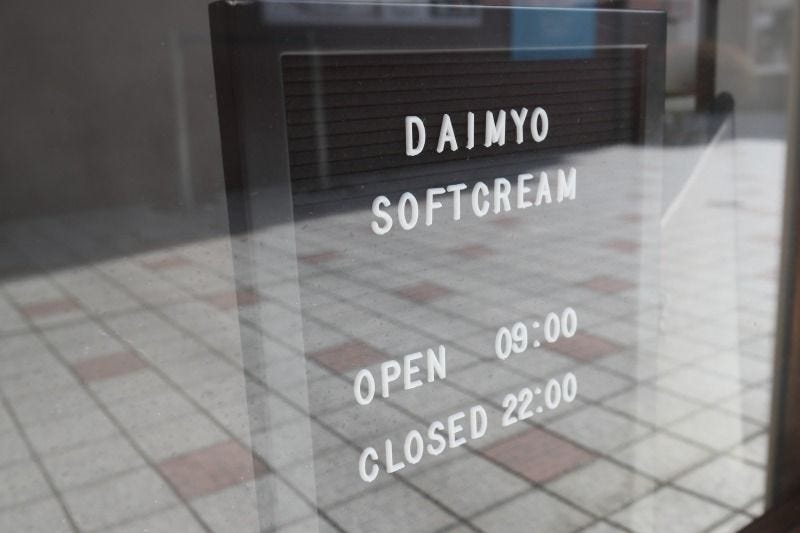 DAIMYO
SOFTCREAM
OPEN 09:00
CLOSED 22:00